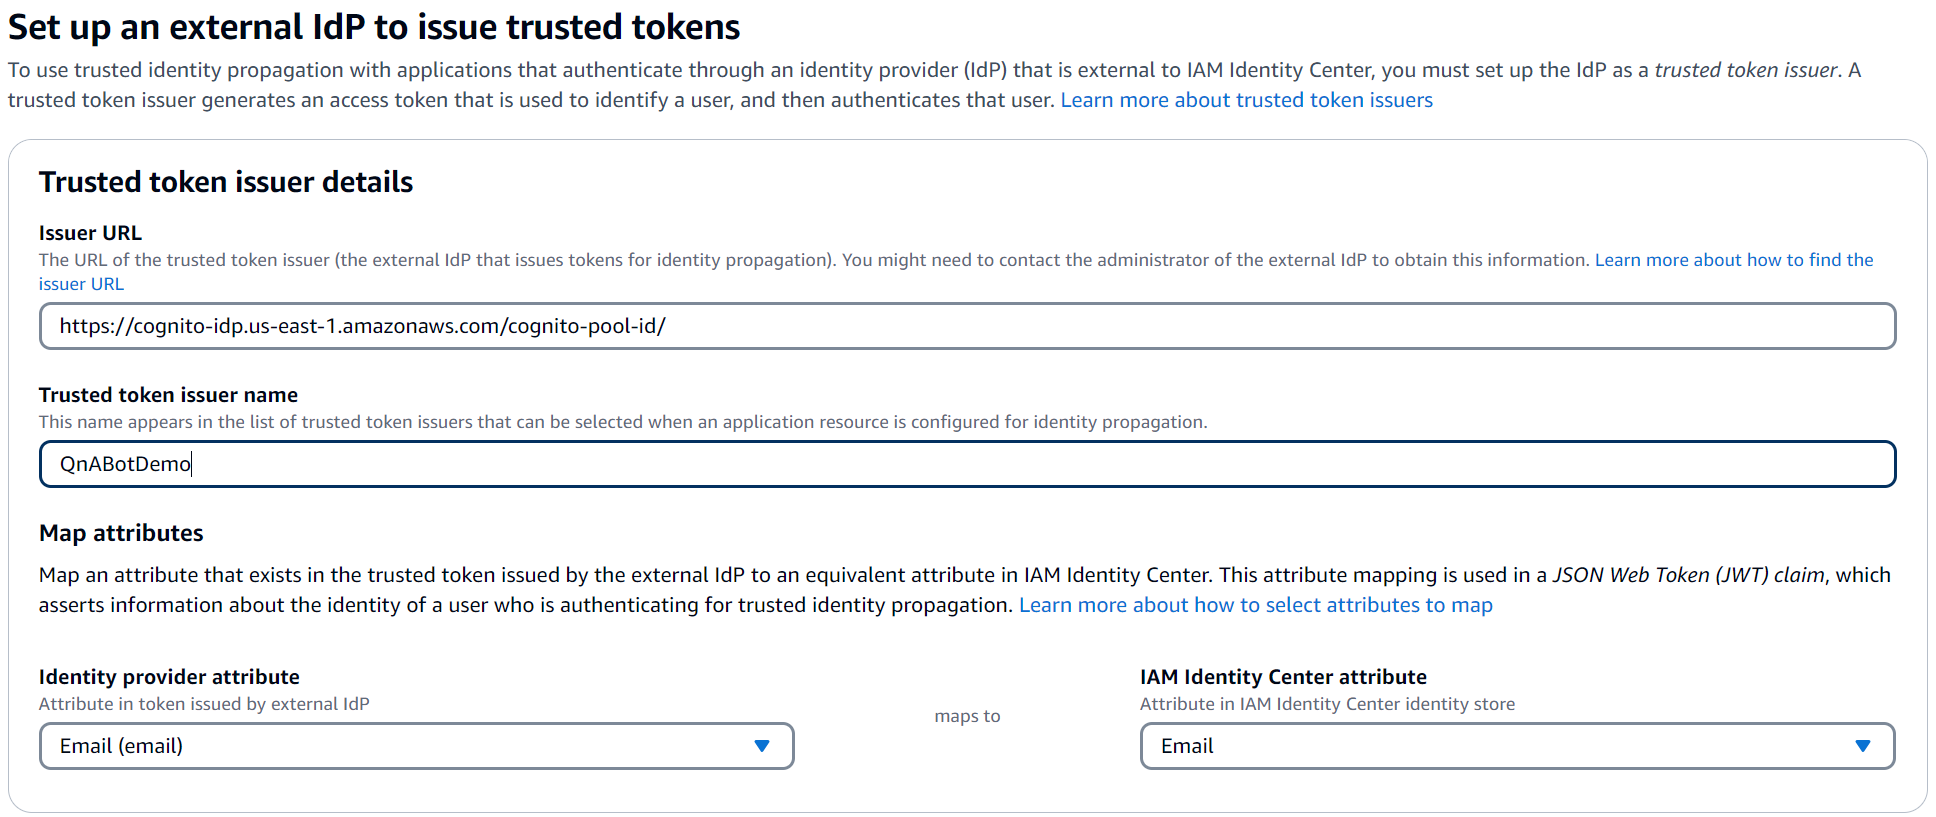 Set up an external IdP to issue trusted tokens
To use trusted identity propagation with applications that authenticate through an identity provider (IdP) that is external to IAM Identity Center, you must set up the IdP as a trusted token issuer. A
trusted token issuer generates an access token that is used to identify a user, and then authenticates that user. Learn more about trusted token issuers
Trusted token issuer details
Issuer URL
The URL of the trusted token issuer (the external IdP that issues tokens for identity propagation). You might need to contact the administrator of the external IdP to obtain this information. Learn more about how to find the
issuer URL
https://cognito-idp.us-east-1.amazonaws.com/cognito-pool-id/
Trusted token issuer name
This name appears in the list of trusted token issuers that can be selected when an application resource is configured for identity propagation.
QnABotDemo
Map attributes
Map an attribute that exists in the trusted token issued by the external IdP to an equivalent attribute in IAM Identity Center. This attribute mapping is used in a JSON Web Token (JWT) claim, which
asserts information about the identity of a user who is authenticating for trusted identity propagation. Learn more about how to select attributes to map
Identity provider attribute
Attribute in token issued by external IdP
Email (email)
maps to
IAM Identity Center attribute
Attribute in IAM Identity Center identity store
Email